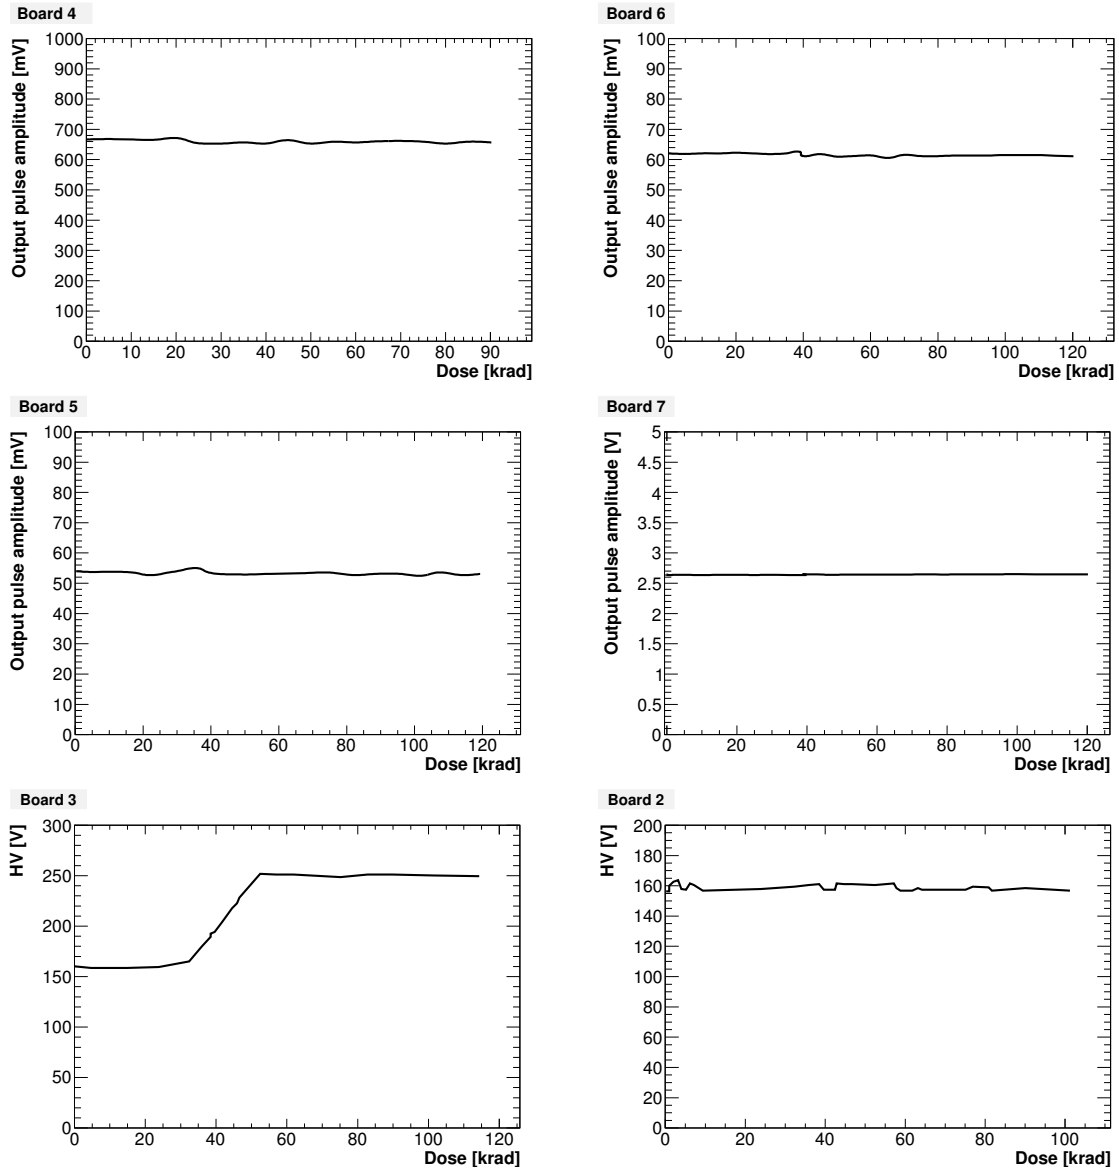 Board 4
Output pulse amplitude [mV]
1000
900
800
700
600
500
400
300
200
100
0
0 10 20 30 40 50 60 70 80 90
Dose [krad]
Board 6
Output pulse amplitude [mV]
100
90
80
70
60
50
40
30
20
10
0
0 20 40 60 80 100 120
Dose [krad]
Board 5
Output pulse amplitude [mV]
100
90
80
70
60
50
40
30
20
10
0
0 20 40 60 80 100 120
Dose [krad]
Board 7
Output pulse amplitude [V]
5
4.5
4
3.5
3
2.5
2
1.5
1
0.5
0
0 20 40 60 80 100 120
Dose [krad]
Board 3
HV [V]
300
250
200
150
100
50
0
0 20 40 60 80 100 120
Dose [krad]
Board 2
HV [V]
200
180
160
140
120
100
80
60
40
20
0
0 20 40 60 80 100
Dose [krad]